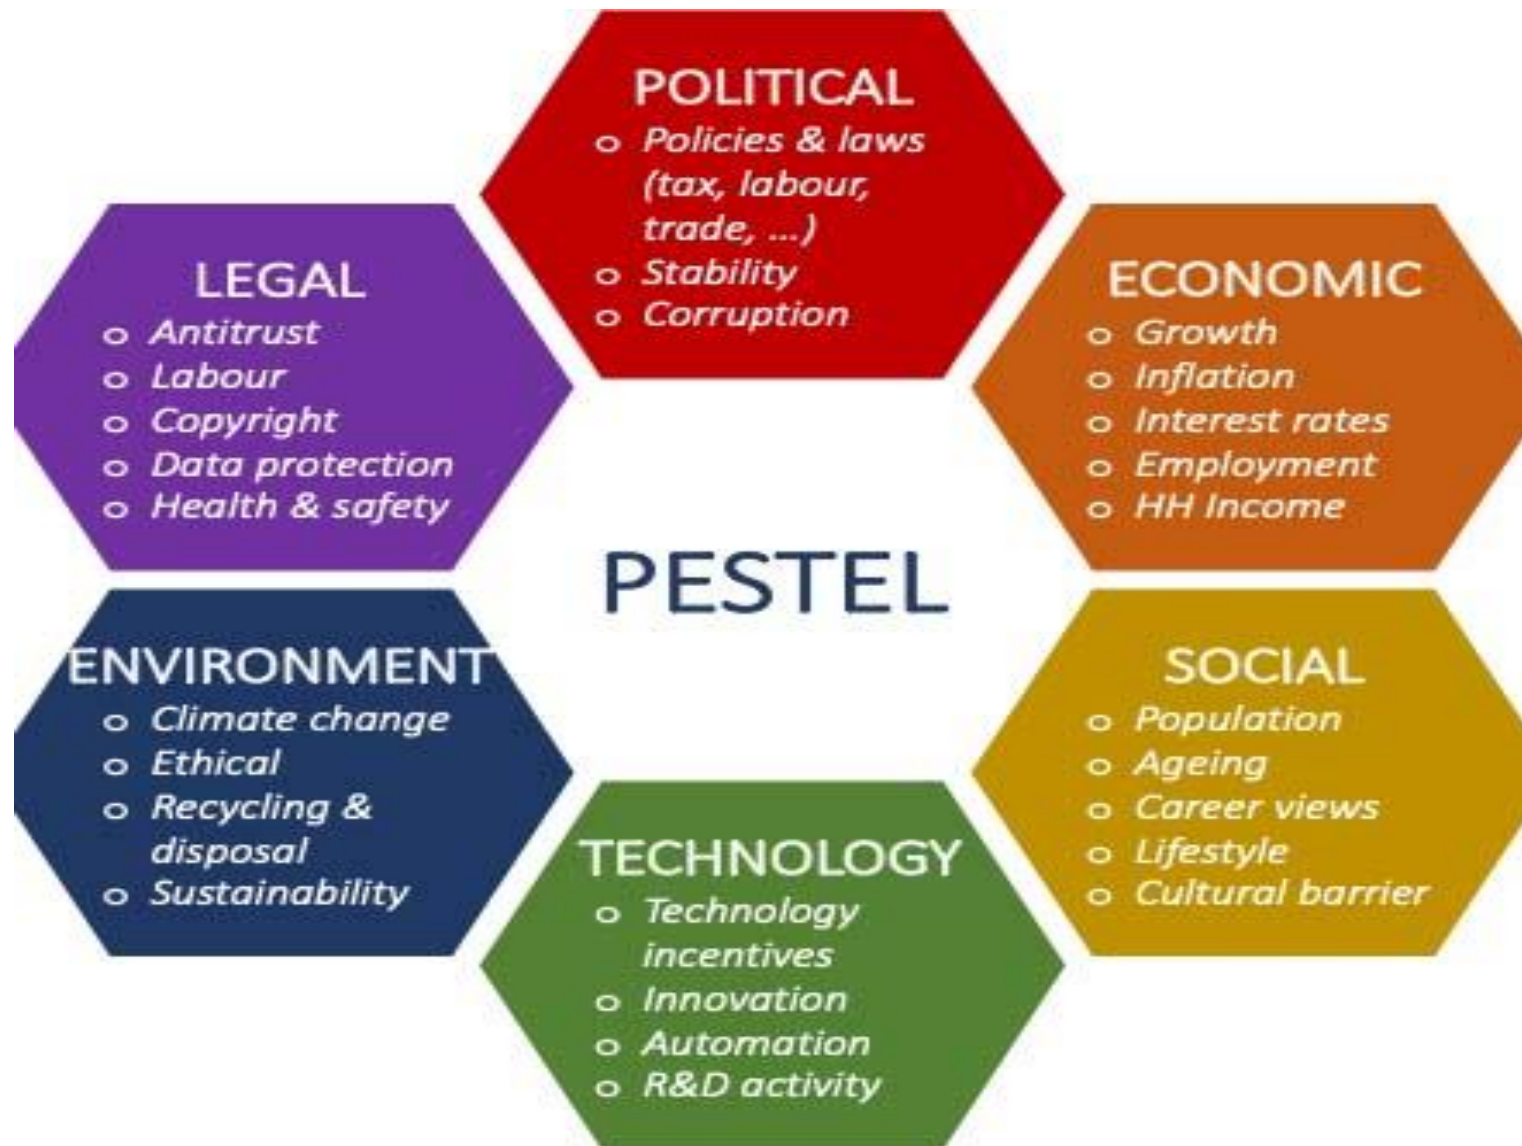 POLITICAL
o Policies & laws
(tax, labour,
trade, ...)
o Stability
o Corruption
ECONOMIC
o Growth
o Inflation
o Interest rates
o Employment
o HH Income
SOCIAL
o Population
o Ageing
o Career views
o Lifestyle
o Cultural barrier
TECHNOLOGY
o Technology
incentives
o Innovation
o Automation
o R&D activity
ENVIRONMENT
o Climate change
o Ethical
o Recycling &
disposal
o Sustainability
LEGAL
o Antitrust
o Labour
o Copyright
o Data protection
o Health & safety
PESTEL